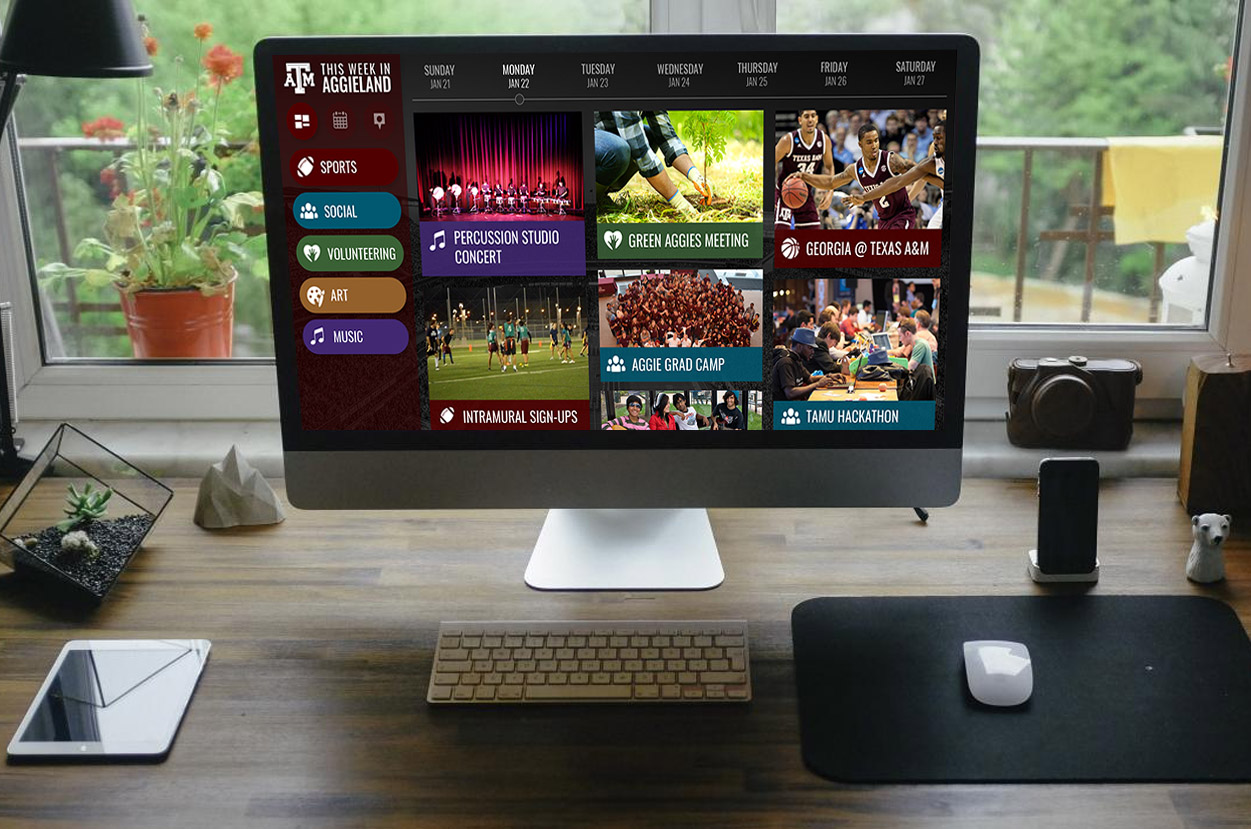 ATM
THIS WEEK IN
AGGIELAND
SUNDAY
JAN 21
MONDAY
JAN 22
TUESDAY
JAN 23
WEDNESDAY
JAN 24
THURSDAY
JAN 25
FRIDAY
JAN 26
SATURDAY
JAN 27
SPORTS
SOCIAL
VOLUNTEERING
ART
MUSIC
PERCUSSION STUDIO
CONCERT
GREEN AGGIES MEETING
TEXAS A&M
34
2
GEORGIA @ TEXAS A&M
INTRAMURAL SIGN-UPS
AGGIE GRAD CAMP
TAMU HACKATHON